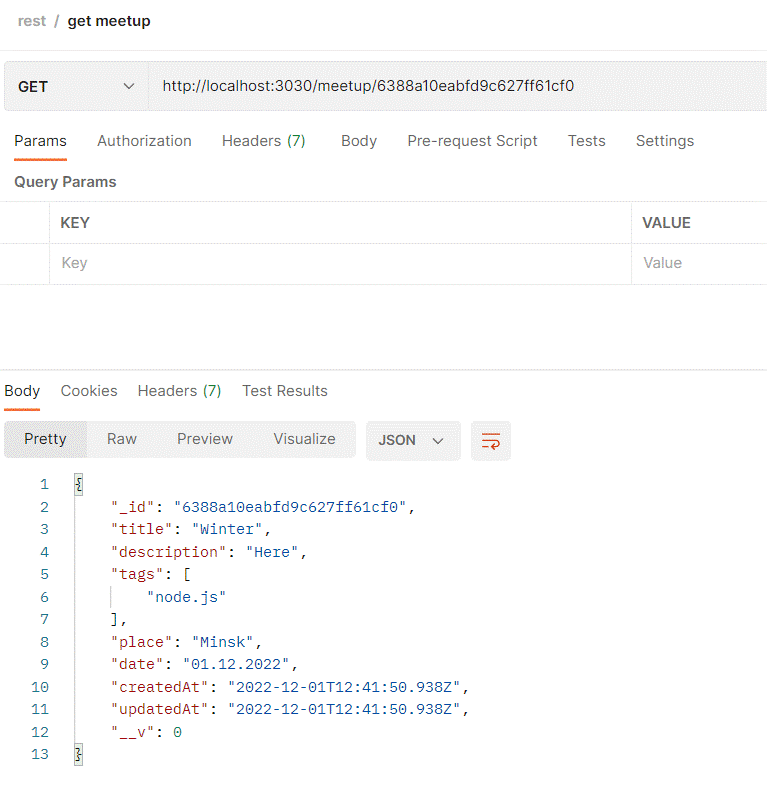 rest / get meetup
GET http://localhost:3030/meetup/6388a10eabfd9c627ff61cf0
Params Authorization Headers (7) Body Pre-request Script Tests Settings
Query Params
KEY VALUE
Key Value
Body Cookies Headers (7) Test Results
Pretty Raw Preview Visualize JSON
1 {
2 "_id": "6388a10eabfd9c627ff61cf0",
3 "title": "Winter",
4 "description": "Here",
5 "tags": [
6 "node.js"
7 ],
8 "place": "Minsk",
9 "date": "01.12.2022",
10 "createdAt": "2022-12-01T12:41:50.938Z",
11 "updatedAt": "2022-12-01T12:41:50.938Z",
12 "__v": 0
13 }